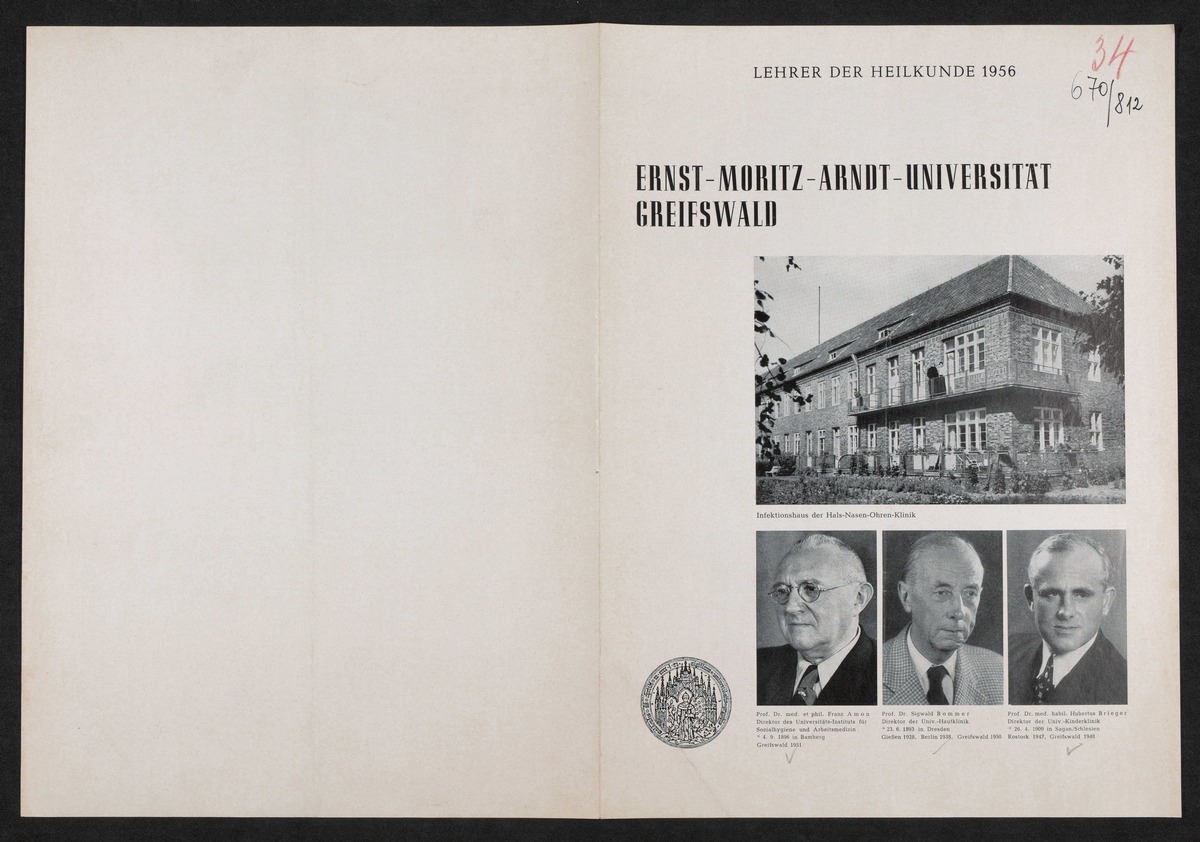 LEHRER DER HEILKUNDE 1956
34
670/812
ERNST-MORITZ-ARNDT-UNIVERSITÄT
GREIFSWALD
Infektionshaus der Hals-Nasen-Ohren-Klinik
Prof. Dr. med. et phil. Franz Amon
Direktor des Universitäts-Instituts für
Sozialhygiene und Arbeitsmedizin
* 4. 9. 1896 in Bamberg
Greifswald 1951
Prof. Dr. Sigwald Bommer
Direktor der Univ.-Hautklinik
* 23. 6. 1893 in Dresden
Gießen 1928, Berlin 1935, Greifswald 1950
Prof. Dr. med. habil. Hubertus Brieger
Direktor der Univ.-Kinderklinik
* 26. 4. 1909 in Sagan/Schlesien
Rostock 1947, Greifswald 1948